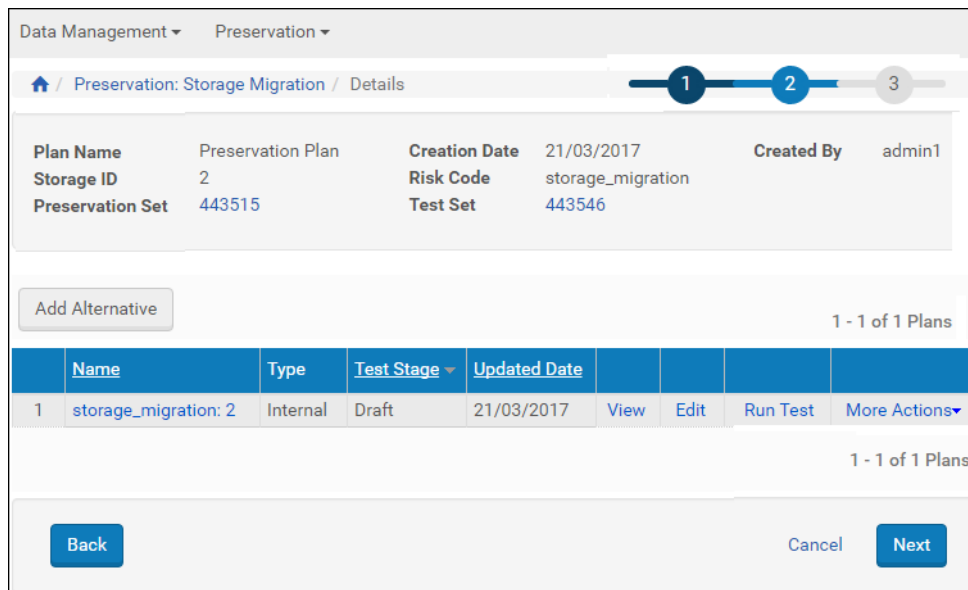 Data Management Preservation
/ Preservation: Storage Migration / Details 1 2 3
Plan Name Preservation Plan Creation Date 21/03/2017 Created By admin1
Storage ID 2 Risk Code storage_migration
Preservation Set 443515 Test Set 443546
Add Alternative
1 - 1 of 1 Plans
Name Type Test Stage Updated Date
1 storage_migration: 2 Internal Draft 21/03/2017 View Edit Run Test More Actions
1 - 1 of 1 Plans
Back Cancel Next